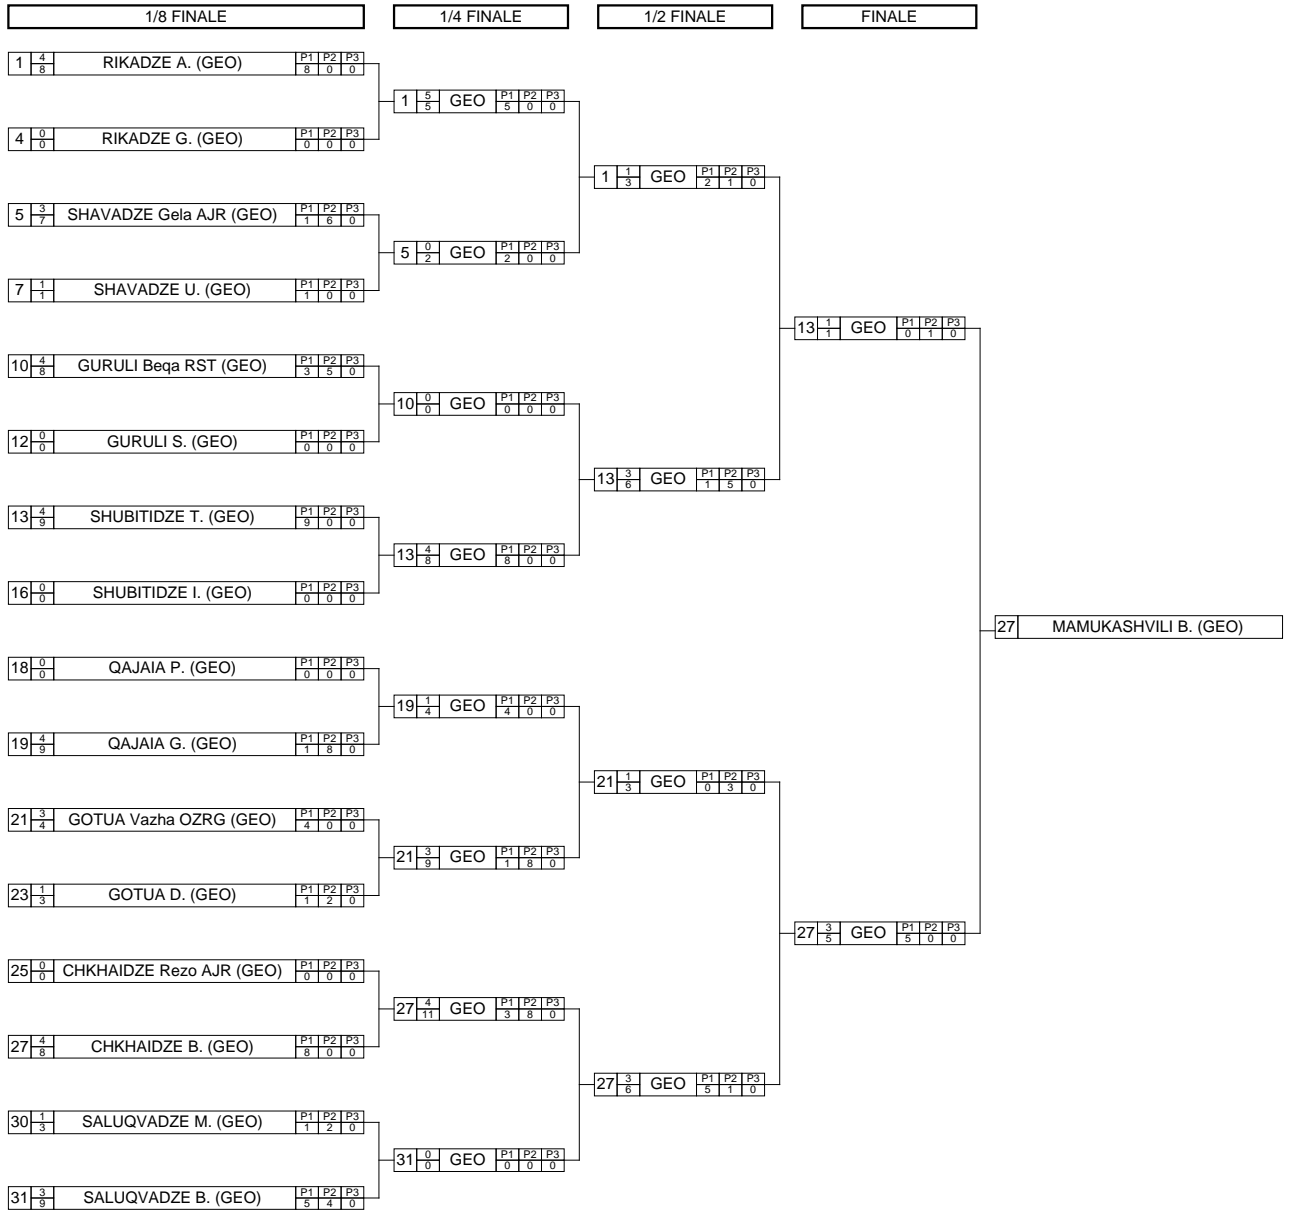 1/8 FINALE 1/4 FINALE 1/2 FINALE FINALE
1 4 8 RIKADZE A. (GEO) P1 P2 P3 8 0 0
1 5 5 GEO P1 P2 P3 5 0 0
4 0 0 RIKADZE G. (GEO) P1 P2 P3 0 0 0
1 1 3 GEO P1 P2 P3 2 1 0
5 3 7 SHAVADZE Gela AJR (GEO) P1 P2 P3 1 6 0
5 0 2 GEO P1 P2 P3 2 0 0
7 1 1 SHAVADZE U. (GEO) P1 P2 P3 1 0 0
13 1 1 GEO P1 P2 P3 0 1 0
10 4 8 GURULI Beqa RST (GEO) P1 P2 P3 3 5 0
10 0 0 GEO P1 P2 P3 0 0 0
12 0 0 GURULI S. (GEO) P1 P2 P3 0 0 0
13 3 6 GEO P1 P2 P3 1 5 0
13 4 9 SHUBITIDZE T. (GEO) P1 P2 P3 9 0 0
13 4 8 GEO P1 P2 P3 8 0 0
16 0 0 SHUBITIDZE I. (GEO) P1 P2 P3 0 0 0
27 MAMUKASHVILI B. (GEO)
18 0 0 QAJAIA P. (GEO) P1 P2 P3 0 0 0
19 1 4 GEO P1 P2 P3 4 0 0
19 4 9 QAJAIA G. (GEO) P1 P2 P3 1 8 0
21 1 3 GEO P1 P2 P3 0 3 0
21 3 4 GOTUA Vazha OZRG (GEO) P1 P2 P3 4 0 0
21 3 9 GEO P1 P2 P3 1 8 0
23 1 3 GOTUA D. (GEO) P1 P2 P3 1 2 0
27 3 5 GEO P1 P2 P3 5 0 0
25 0 0 CHKHAIDZE Rezo AJR (GEO) P1 P2 P3 0 0 0
27 4 11 GEO P1 P2 P3 3 8 0
27 4 8 CHKHAIDZE B. (GEO) P1 P2 P3 8 0 0
27 3 6 GEO P1 P2 P3 5 1 0
30 1 3 SALUQVADZE M. (GEO) P1 P2 P3 1 2 0
31 0 0 GEO P1 P2 P3 0 0 0
31 3 9 SALUQVADZE B. (GEO) P1 P2 P3 5 4 0